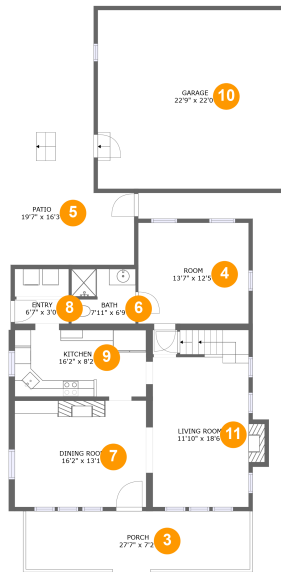 GARAGE
22'9" x 22'0
10
PATIO
19'7" x 16'3
5
ROOM
13'7" x 12'5
4
ENTRY
6'7" x 3'0
8
BATH
7'11" x 6'9
6
KITCHEN
16'2" x 8'2
9
LIVING ROOM
11'10" x 18'6
11
DINING ROO
16'2" x 13'1
7
PORCH
27'7" x 7'2
3